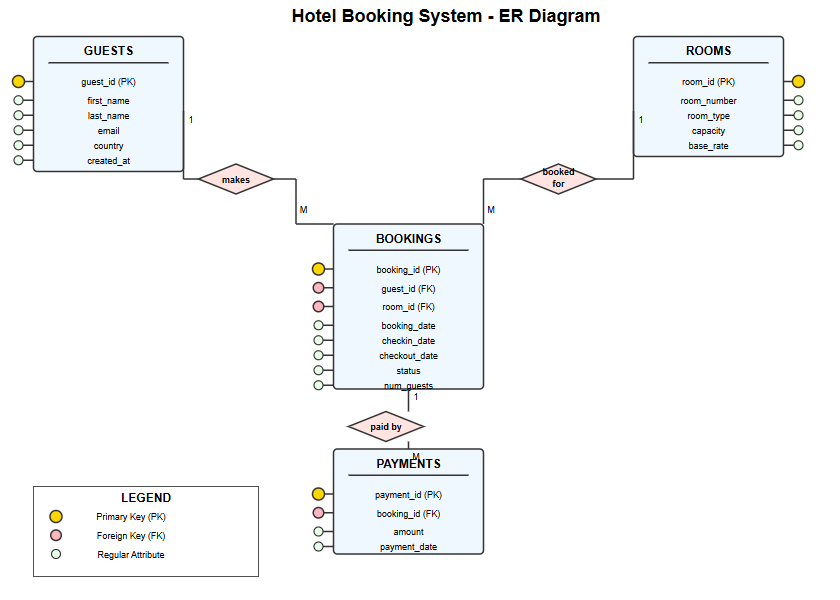 Hotel Booking System - ER Diagram
GUESTS
guest_id (PK)
first_name
last_name
email
country
created_at
1
makes
M
ROOMS
room_id (PK)
room_number
room_type
capacity
base_rate
1
booked
for
M
BOOKINGS
booking_id (PK)
guest_id (FK)
room_id (FK)
booking_date
checkin_date
checkout_date
status
num_guests
1
paid by
M
PAYMENTS
payment_id (PK)
booking_id (FK)
amount
payment_date
LEGEND
Primary Key (PK)
Foreign Key (FK)
Regular Attribute